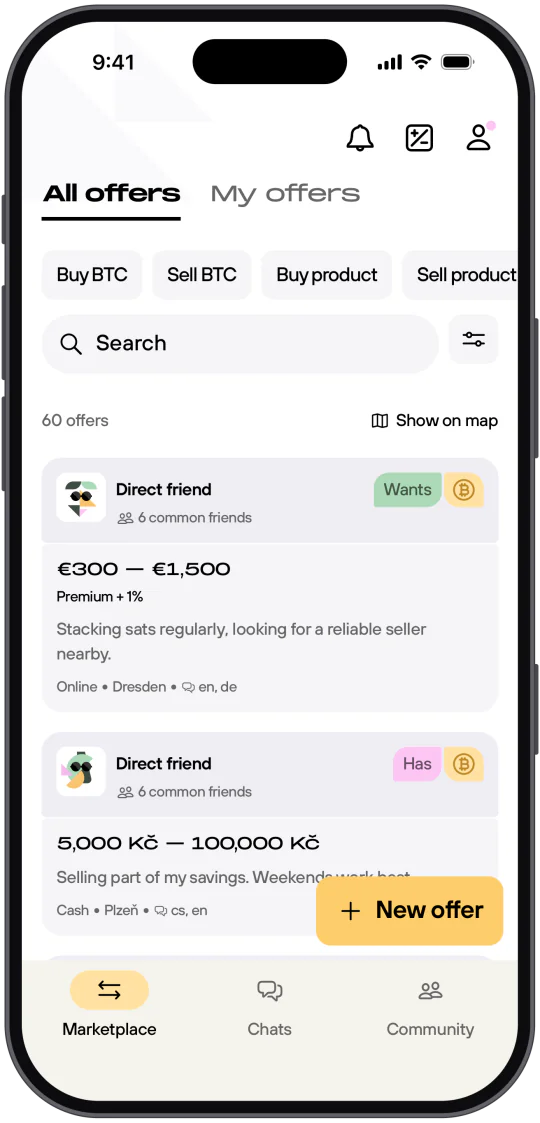 9:41
All offers
My offers
Buy BTC
Sell BTC
Buy product
Sell product
Search
60 offers
Show on map
Direct friend
Wants
6 common friends
€300 — €1,500
Premium + 1%
Stacking sats regularly, looking for a reliable seller
nearby.
Online • Dresden • en, de
Direct friend
Has
6 common friends
5,000 Kč — 100,000 Kč
Selling part of my savings. Weekends work best.
Cash • Plzeň • cs, en
New offer
Marketplace
Chats
Community